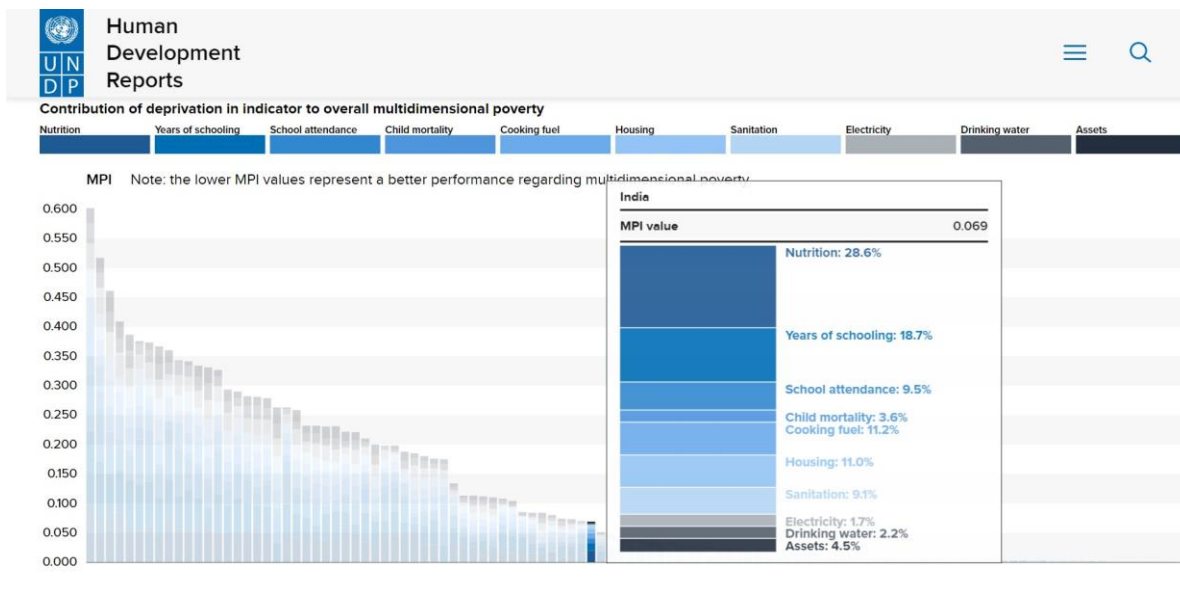 Human
Development
Reports
U N
D P
Contribution of deprivation in indicator to overall multidimensional poverty
Nutrition Years of schooling School attendance Child mortality Cooking fuel Housing Sanitation Electricity Drinking water Assets
MPI Note: the lower MPI values represent a better performance regarding multidimensional poverty
0.600
0.550
0.500
0.450
0.400
0.350
0.300
0.250
0.200
0.150
0.100
0.050
0.000
India
MPI value 0.069
Nutrition: 28.6%
Years of schooling: 18.7%
School attendance: 9.5%
Child mortality: 3.6%
Cooking fuel: 11.2%
Housing: 11.0%
Sanitation: 9.1%
Electricity: 1.7%
Drinking water: 2.2%
Assets: 4.5%